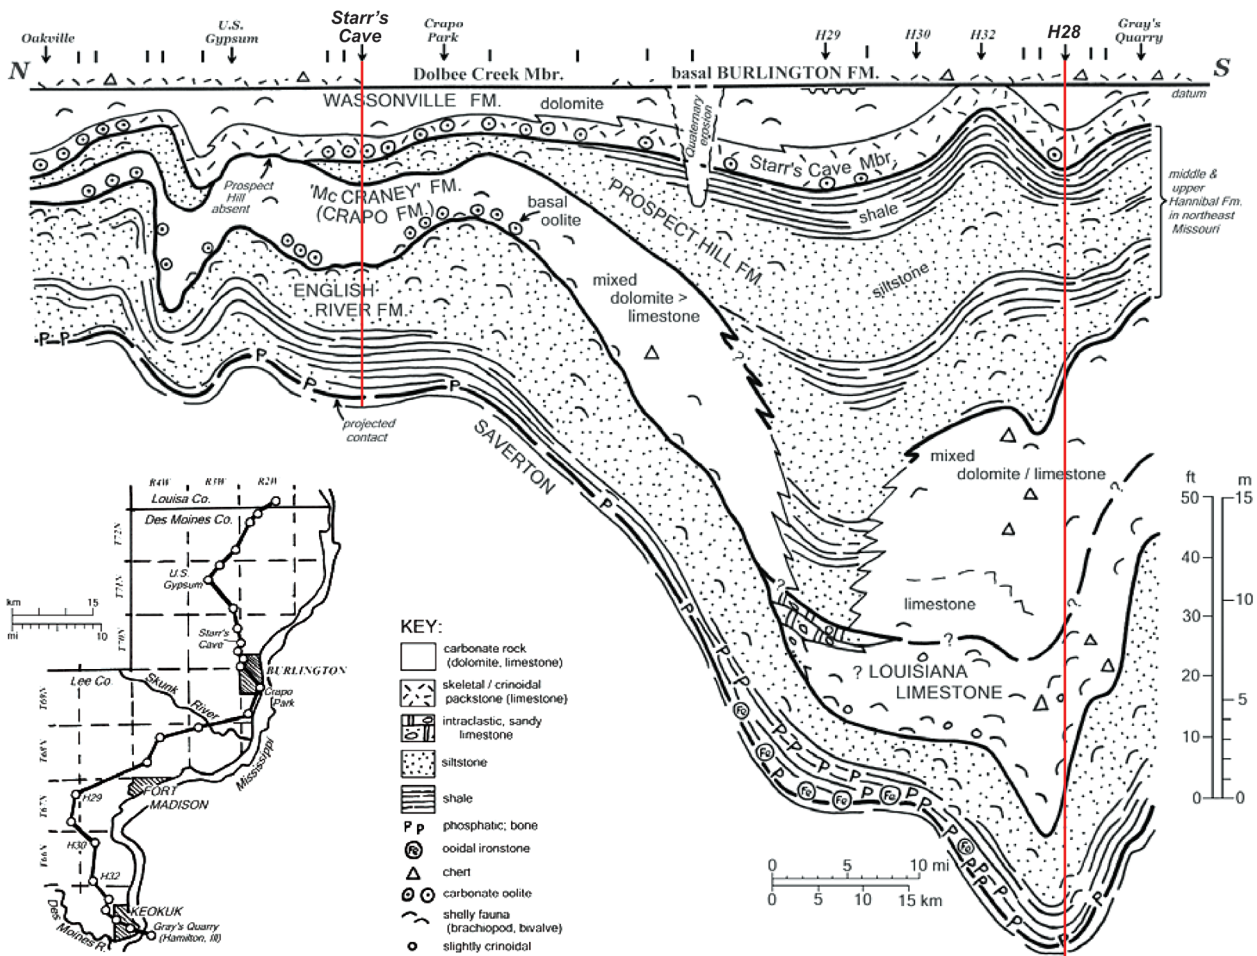 Oakville
U.S.
Gypsum
Starr's
Cave
Crapo
Park
H29
H30
H32
H28
Gray's
Quarry
N
S
Dolbee Creek Mbr.
basal BURLINGTON FM.
datum
WASSONVILLE FM.
dolomite
Quaternary
erosion
Starr's Cave Mbr.
Prospect
Hill
absent
'Mc CRANEY' FM.
(CRAPO FM.)
basal
oolite
PROSPECT HILL FM.
shale
siltstone
middle &
upper
Hannibal Fm.
in northeast
Missouri
ENGLISH
RIVER FM.
mixed
dolomite >
limestone
P P
P
P
P
?
projected
contact
SAVERTON
mixed
dolomite / limestone
?
limestone
?
?
?
? LOUISIANA
LIMESTONE
P
P
Fe
P
P
P
P
Fe
Fe
Fe
Fe
P
P
P
P
Fe
P
P
P
P
P
P
P
ft
m
50
15
40
30
10
20
10
5
0
0
0
5
10 mi
0
5
10
15 km
R4W
R3W
R2W
Louisa Co.
Des Moines Co.
T72N
T71N
T70N
T69N
T68N
T67N
T66N
U.S.
Gypsum
km
15
mi
10
Starr's
Cave
BURLINGTON
Lee Co.
Skunk
River
Crapo
Park
Mississippi
H29
FORT
MADISON
H30
H32
KEOKUK
Des Moines R.
Gray's Quarry
(Hamilton, Ill)
KEY:
carbonate rock
(dolomite, limestone)
skeletal / crinoidal
packstone (limestone)
intraclastic, sandy
limestone
siltstone
shale
P P phosphatic; bone
Fe ooidal ironstone
chert
carbonate oolite
shelly fauna
(brachiopod, bivalve)
slightly crinoidal